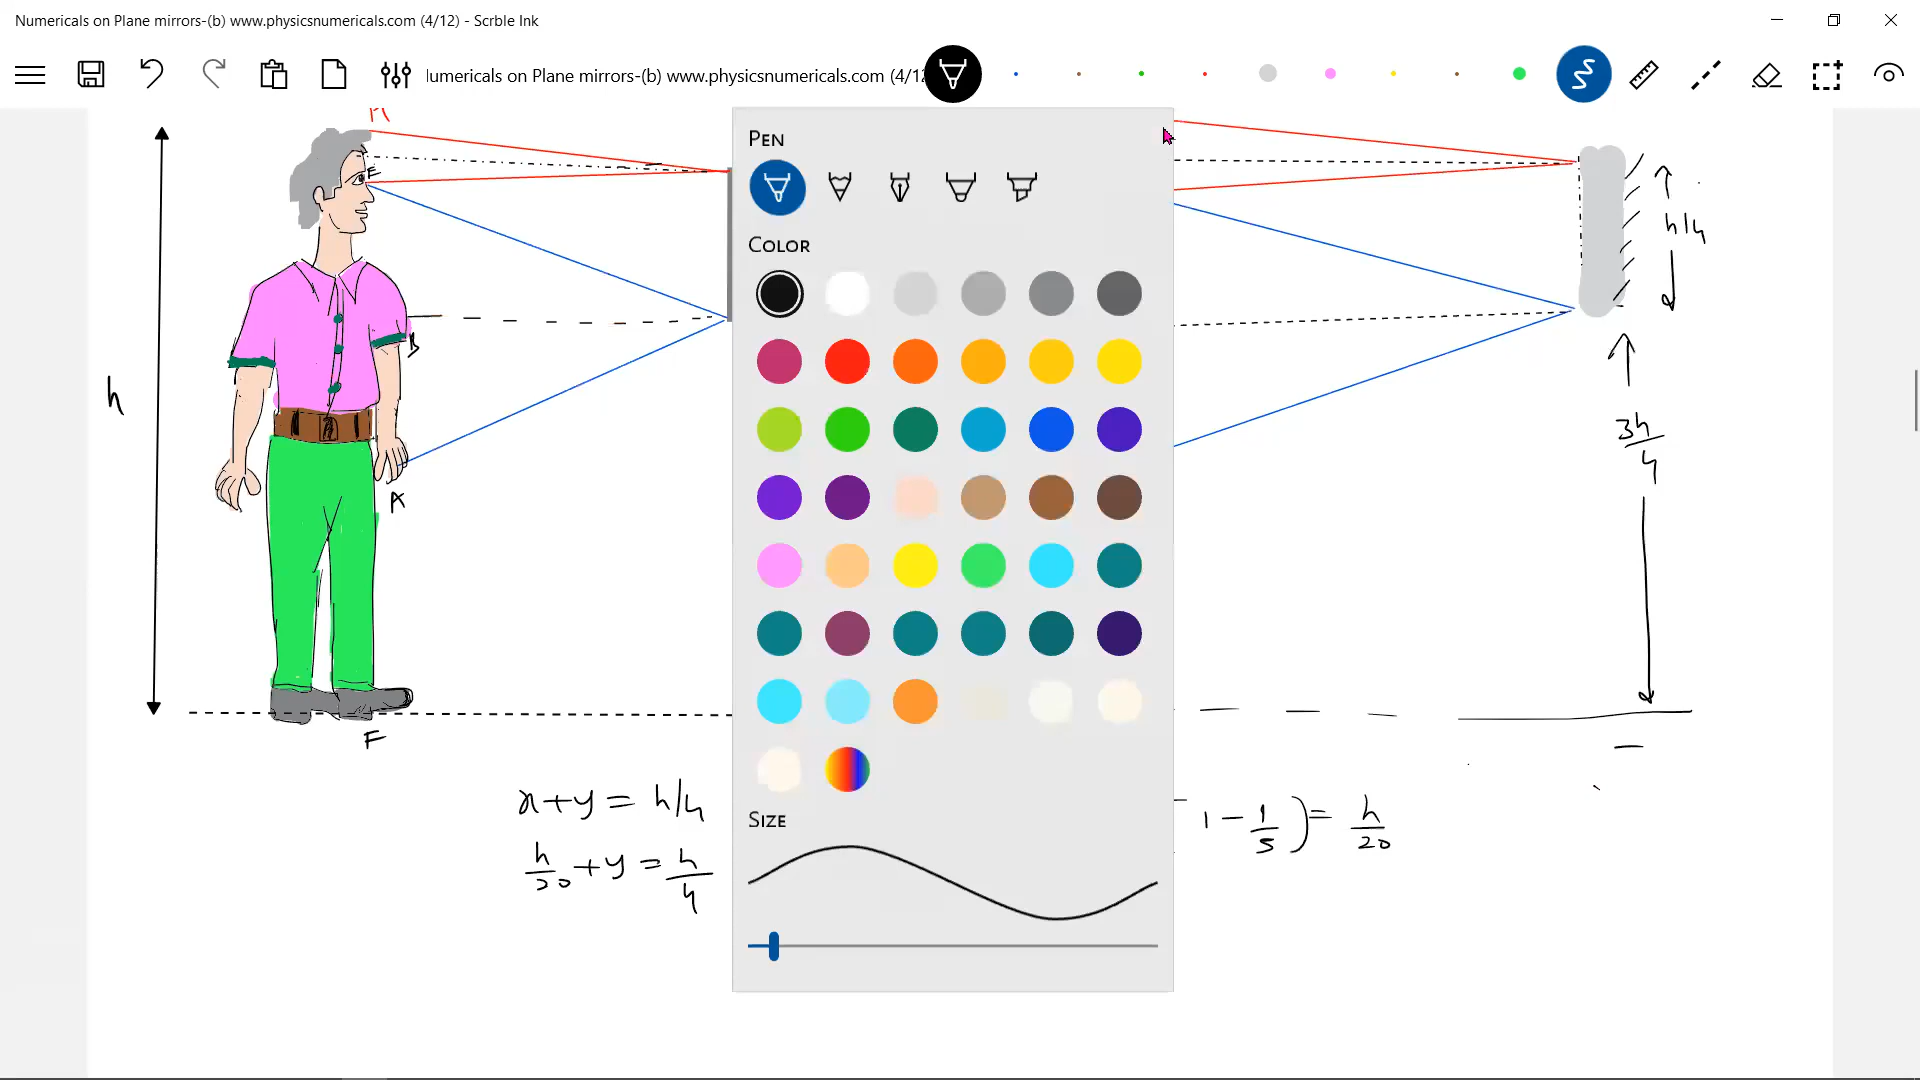 Numericals on Plane mirrors-(b) www.physicsnumericals.com (4/12) - Scrble Ink
umericals on Plane mirrors-(b) www.physicsnumericals.com (4/12
PEN
COLOR
SIZE
E
B
A
F
h
h/4
3h/4
x+y = h/4
h/20 + y = h/4
1 - 1/5 ) = h/20